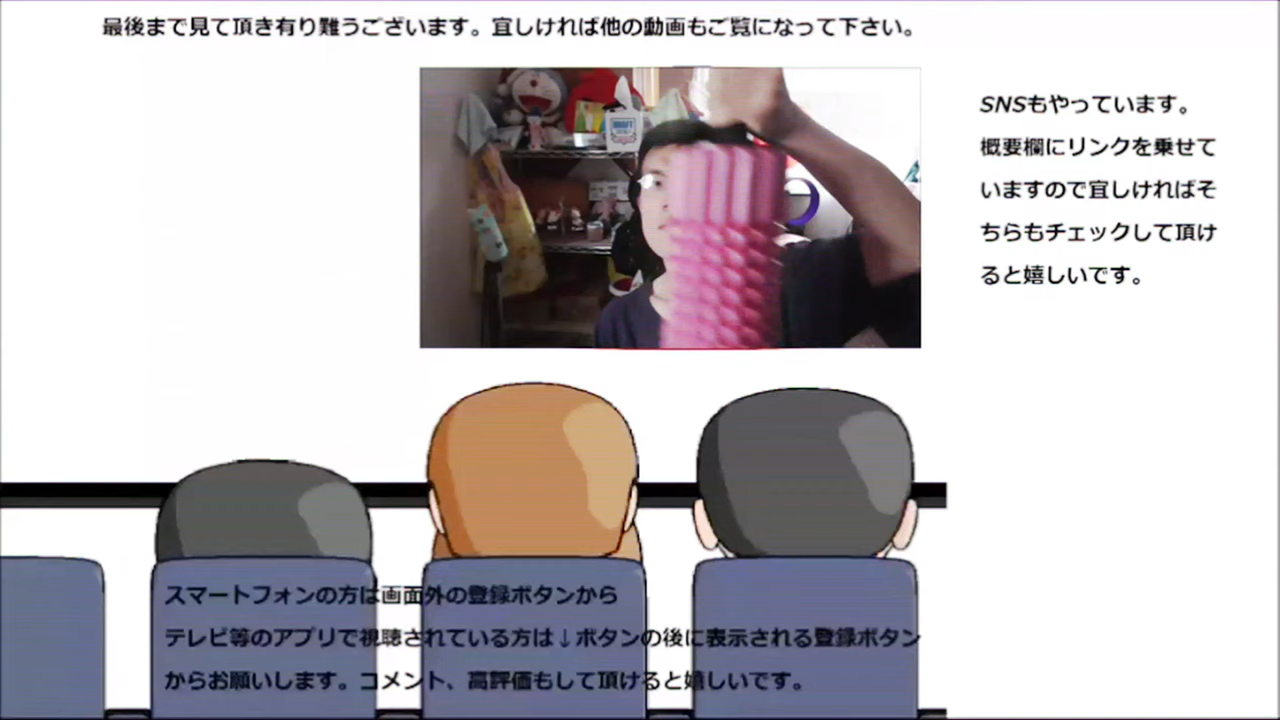 最後まで見て頂き有り難うございます。宜しければ他の動画もご覧になって下さい。
SNSもやっています。
概要欄にリンクを乗せて
いますので宜しければそ
ちらもチェックして頂け
ると嬉しいです。
スマートフォンの方は画面外の登録ボタンから
テレビ等のアプリで視聴されている方は↓ボタンの後に表示される登録ボタン
からお願いします。コメント、高評価もして頂けると嬉しいです。